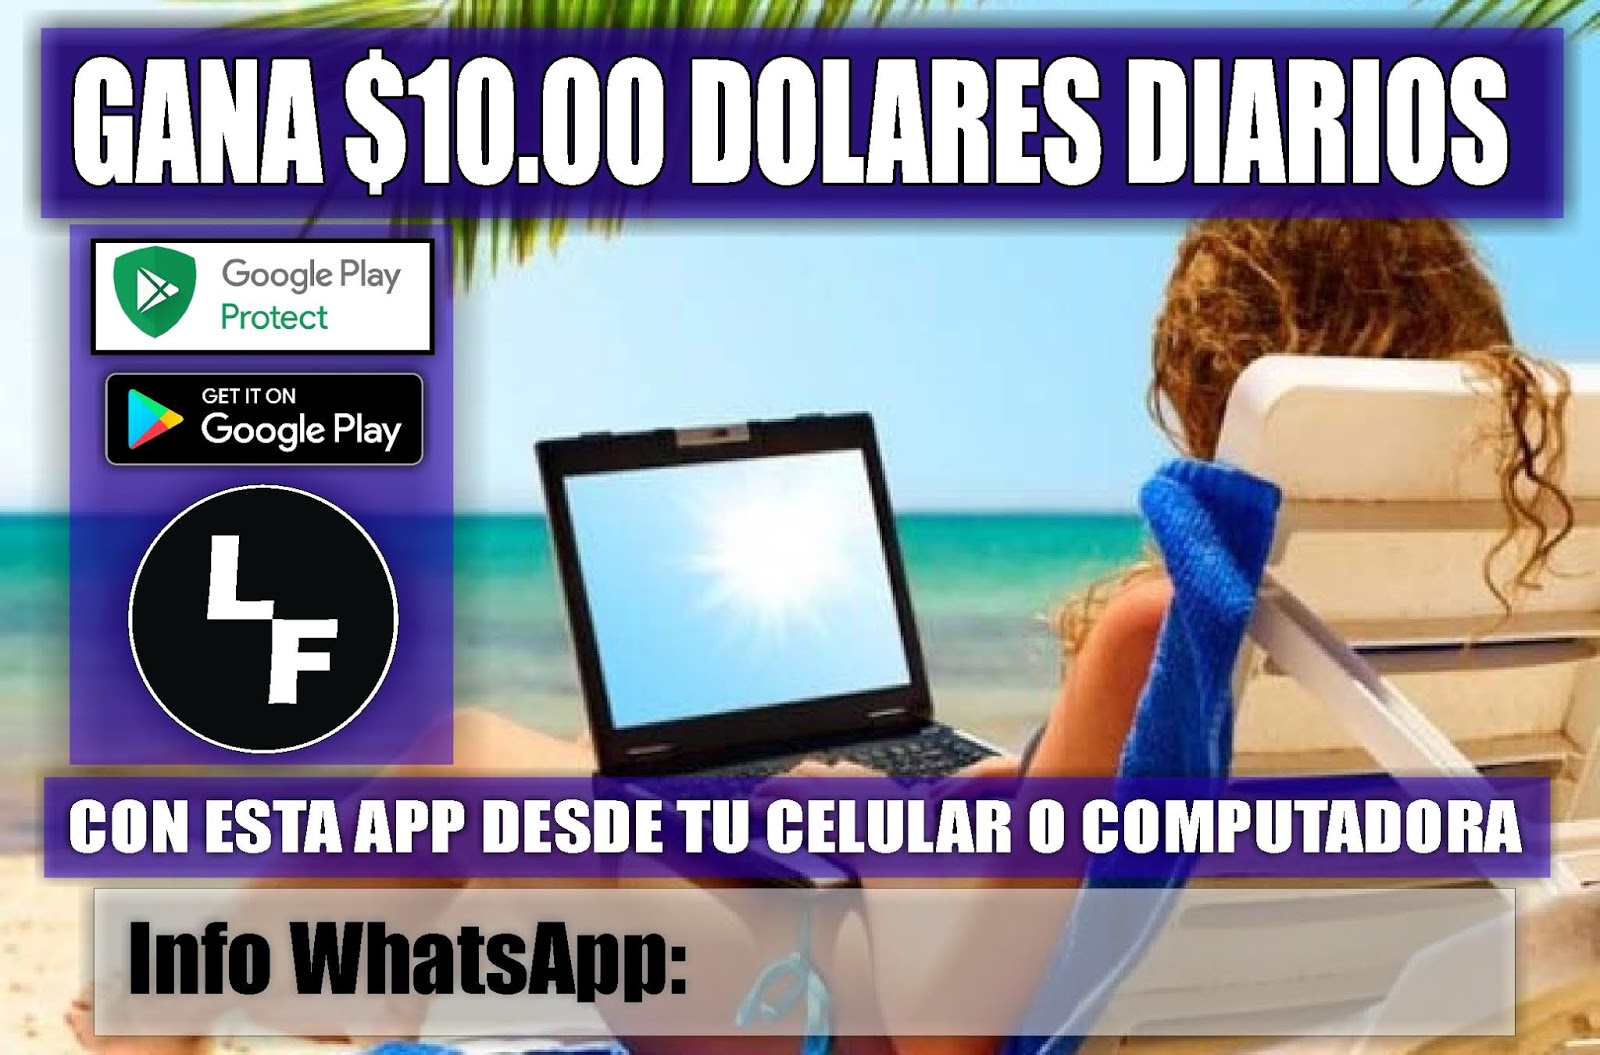 GANA $10.00 DOLARES DIARIOS
Google Play
Protect
GET IT ON
Google Play
L
F
CON ESTA APP DESDE TU CELULAR O COMPUTADORA
Info WhatsApp: